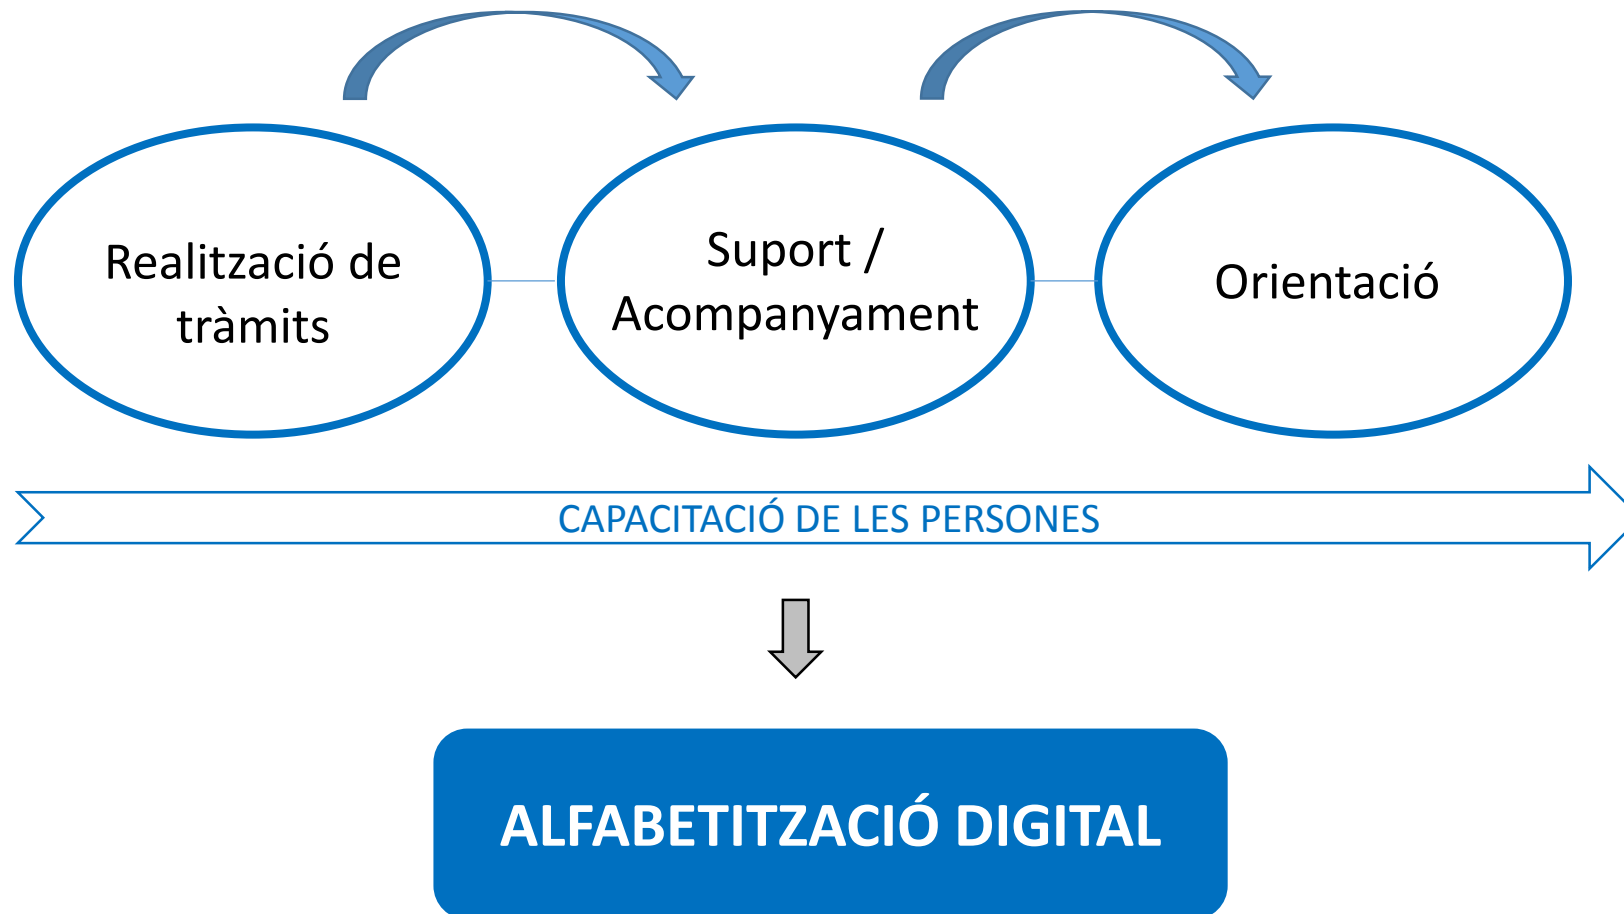 Realització de
tràmits
Suport /
Acompanyament
Orientació
CAPACITACIÓ DE LES PERSONES
ALFABETITZACIÓ DIGITAL